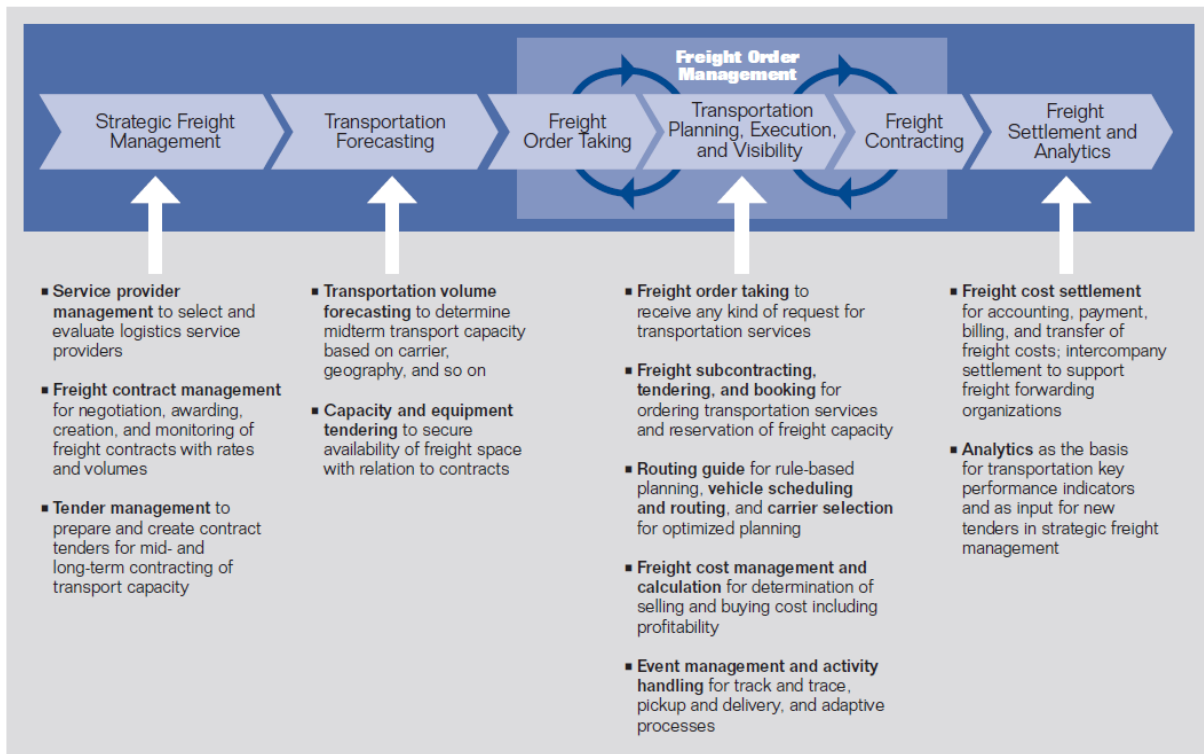 Freight Order
Management
Strategic Freight
Management
Transportation
Forecasting
Freight
Order Taking
Transportation
Planning, Execution,
and Visibility
Freight
Contracting
Freight
Settlement and
Analytics
▪ Service provider
management to select and
evaluate logistics service
providers
▪ Freight contract management
for negotiation, awarding,
creation, and monitoring of
freight contracts with rates
and volumes
▪ Tender management to
prepare and create contract
tenders for mid- and
long-term contracting of
transport capacity
▪ Transportation volume
forecasting to determine
midterm transport capacity
based on carrier,
geography, and so on
▪ Capacity and equipment
tendering to secure
availability of freight space
with relation to contracts
▪ Freight order taking to
receive any kind of request for
transportation services
▪ Freight subcontracting,
tendering, and booking for
ordering transportation services
and reservation of freight capacity
▪ Routing guide for rule-based
planning, vehicle scheduling
and routing, and carrier selection
for optimized planning
▪ Freight cost management and
calculation for determination of
selling and buying cost including
profitability
▪ Event management and activity
handling for track and trace,
pickup and delivery, and adaptive
processes
▪ Freight cost settlement
for accounting, payment,
billing, and transfer of
freight costs; intercompany
settlement to support
freight forwarding
organizations
▪ Analytics as the basis
for transportation key
performance indicators
and as input for new
tenders in strategic freight
management